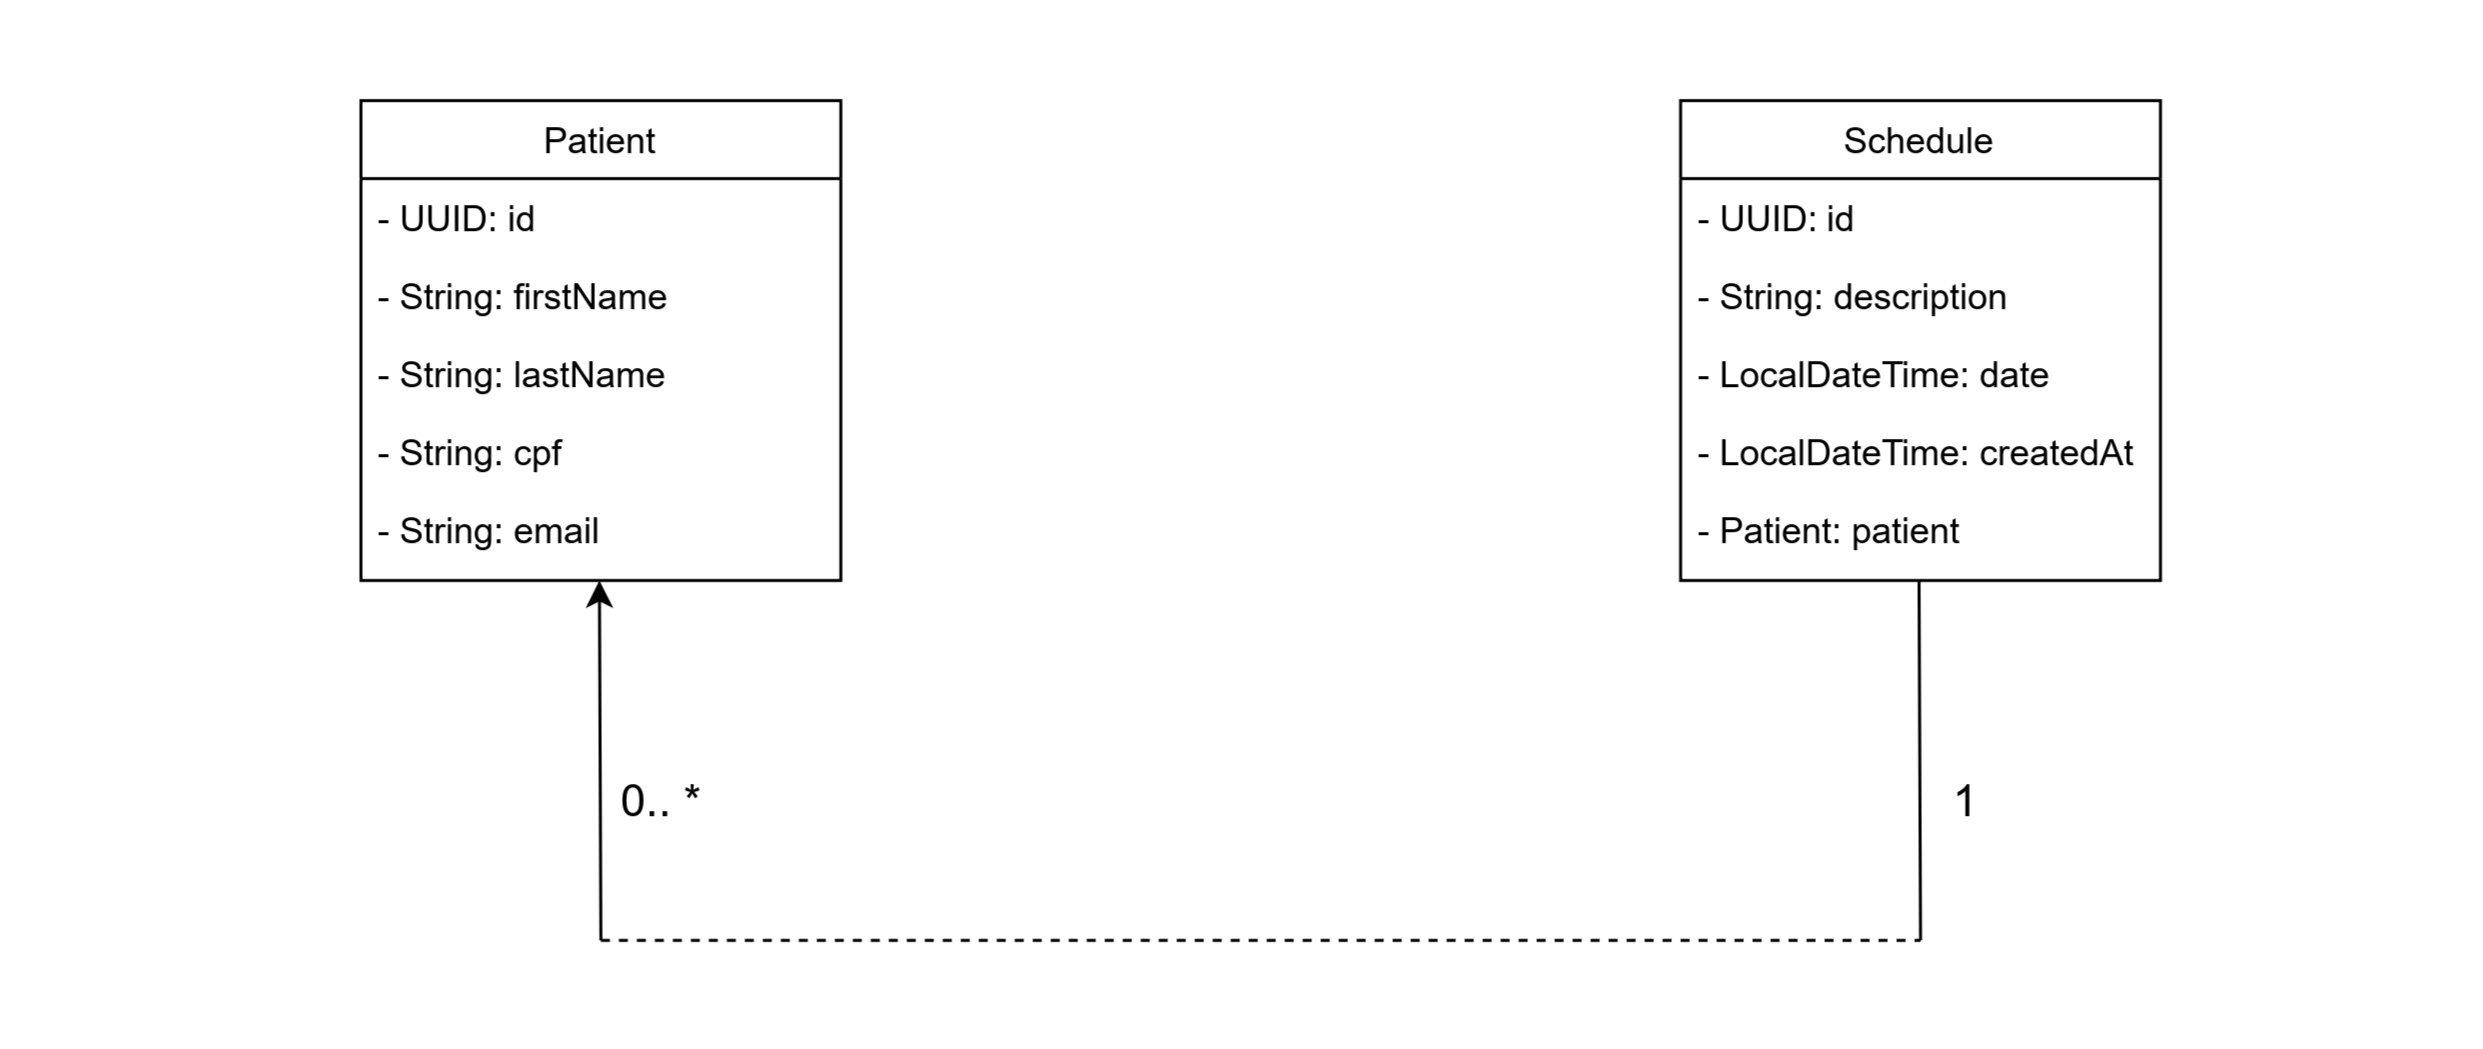 Patient
- UUID: id
- String: firstName
- String: lastName
- String: cpf
- String: email
Schedule
- UUID: id
- String: description
- LocalDateTime: date
- LocalDateTime: createdAt
- Patient: patient
0.. *
1